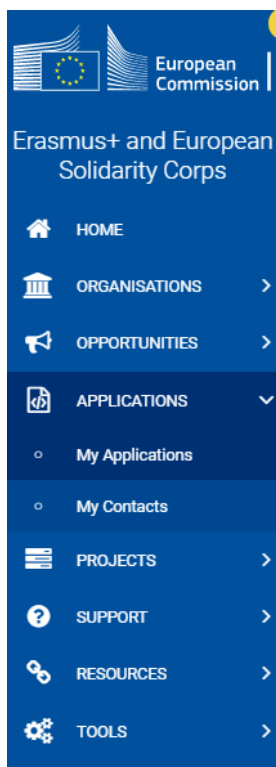 European
Commission
Erasmus+ and European
Solidarity Corps
HOME
ORGANISATIONS
OPPORTUNITIES
APPLICATIONS
My Applications
My Contacts
PROJECTS
SUPPORT
RESOURCES
TOOLS